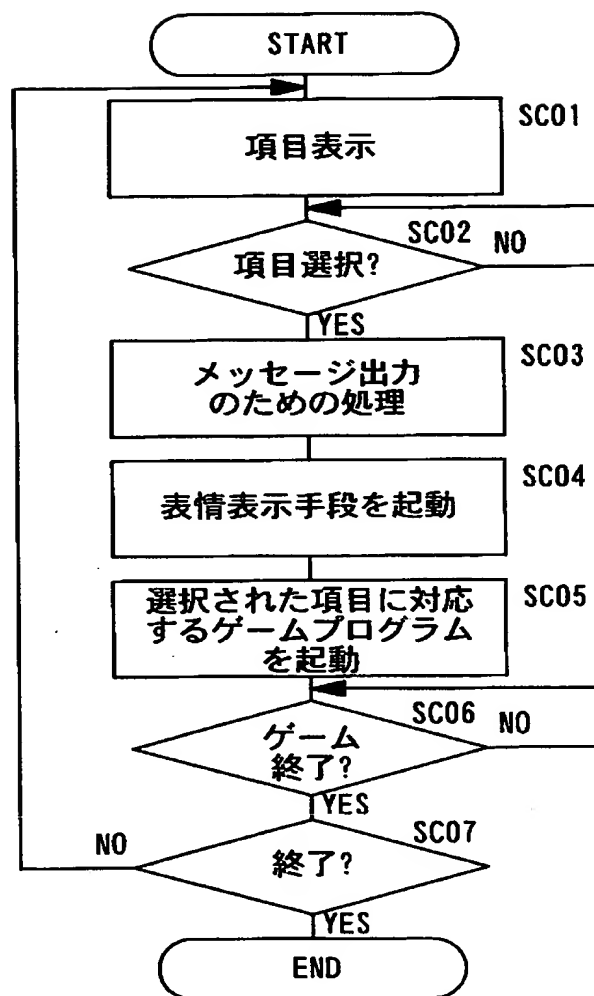 START
SC01
項目表示
SC02
NO
項目選択?
YES
SC03
メッセージ出力
のための処理
SC04
表情表示手段を起動
SC05
選択された項目に対応
するゲームプログラム
を起動
SC06
NO
ゲーム
終了?
YES
SC07
NO
終了?
YES
END